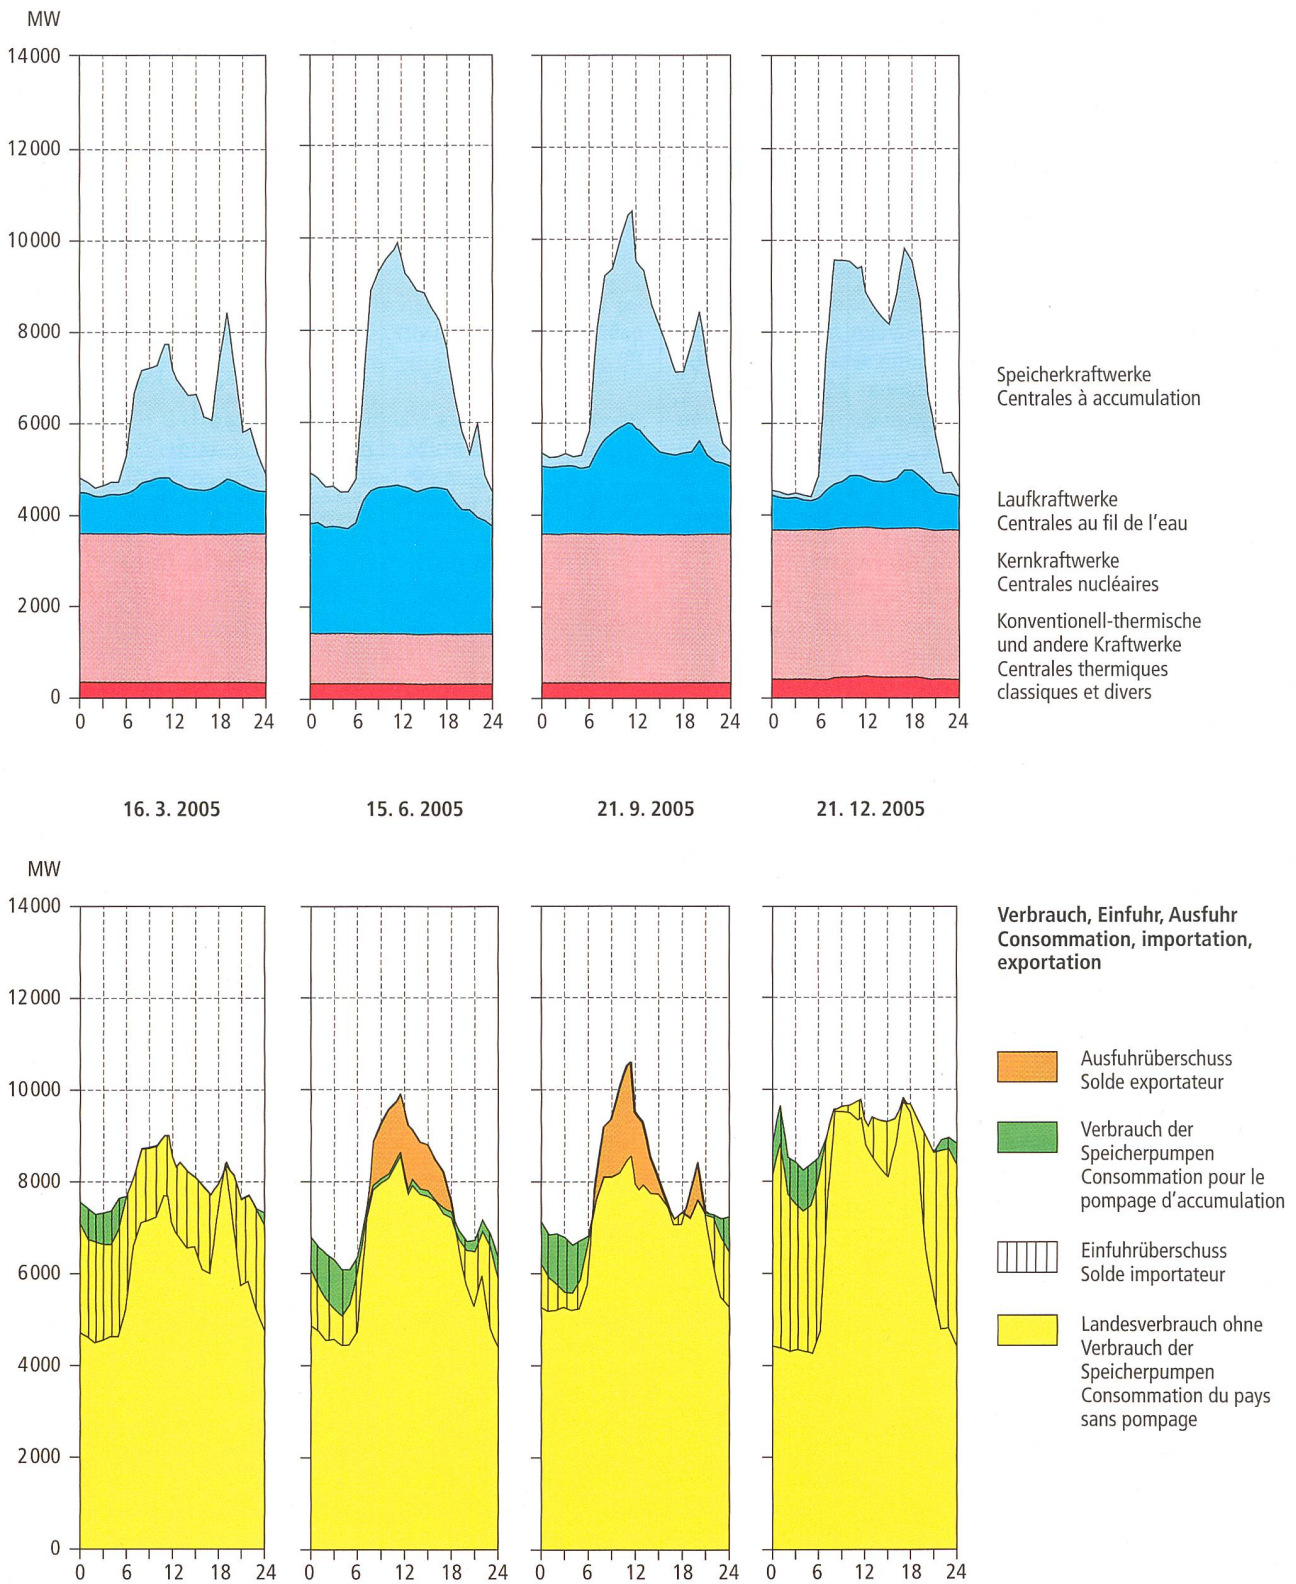 MW
14000
12000
10000
8000
6000
4000
2000
0
0 6 12 18 24
0 6 12 18 24
0 6 12 18 24
0 6 12 18 24
Speicherkraftwerke
Centrales à accumulation
Laufkraftwerke
Centrales au fil de l'eau
Kernkraftwerke
Centrales nucléaires
Konventionell-thermische
und andere Kraftwerke
Centrales thermiques
classiques et divers
16. 3. 2005
15. 6. 2005
21. 9. 2005
21. 12. 2005
MW
14000
12000
10000
8000
6000
4000
2000
0
0 6 12 18 24
0 6 12 18 24
0 6 12 18 24
0 6 12 18 24
Verbrauch, Einfuhr, Ausfuhr
Consommation, importation,
exportation
Ausfuhrüberschuss
Solde exportateur
Verbrauch der
Speicherpumpen
Consommation pour le
pompage d'accumulation
Einfuhrüberschuss
Solde importateur
Landesverbrauch ohne
Verbrauch der
Speicherpumpen
Consommation du pays
sans pompage